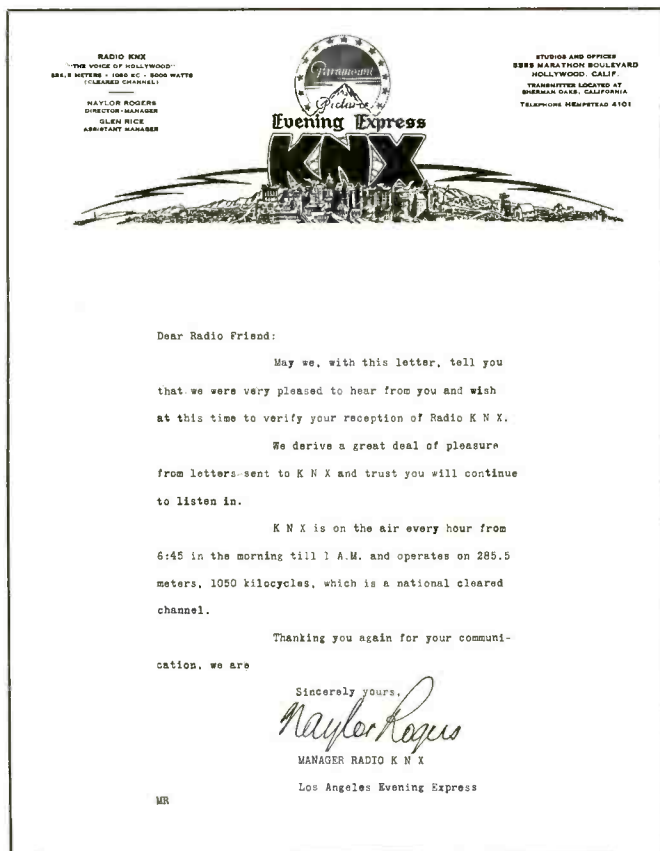 RADIO KNX
"THE VOICE OF HOLLYWOOD"
285.5 METERS • 1050 KC • 5000 WATTS
(CLEARED CHANNEL)
NAYLOR ROGERS
DIRECTOR-MANAGER
GLEN RICE
ASSISTANT MANAGER
Paramount
Pictures
Evening Express
KNX
STUDIOS AND OFFICES
MARATHON BOULEVARD
HOLLYWOOD, CALIF.
TRANSMITTER LOCATED AT
SHERMAN OAKS, CALIFORNIA
TELEPHONE HEMPSTEAD 4101
Dear Radio Friend:
May we, with this letter, tell you
that we were very pleased to hear from you and wish
at this time to verify your reception of Radio K N X.
We derive a great deal of pleasure
from letters sent to K N X and trust you will continue
to listen in.
K N X is on the air every hour from
6:45 in the morning till 1 A.M. and operates on 285.5
meters, 1050 kilocycles, which is a national cleared
channel.
Thanking you again for your communi-
cation, we are
Sincerely yours,
Naylor Rogers
MANAGER RADIO K N X
Los Angeles Evening Express
MR